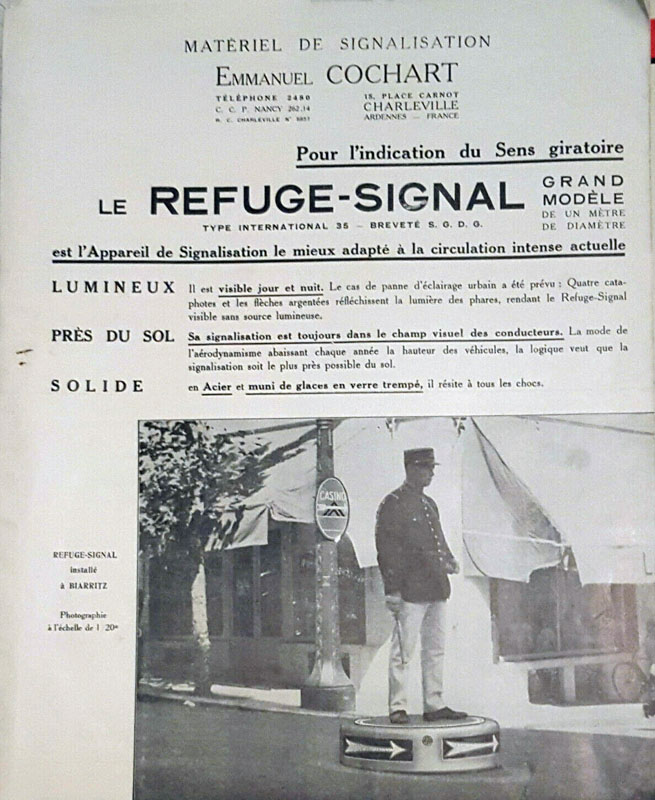 MATÉRIEL DE SIGNALISATION
EMMANUEL COCHART
TÉLÉPHONE 2480
C. C. P. NANCY 262.14
R. C. CHARLEVILLE N° 8857
15, PLACE CARNOT
CHARLEVILLE
ARDENNES — FRANCE
Pour l'indication du Sens giratoire
LE REFUGE-SIGNAL
GRAND
MODÈLE
DE UN MÈTRE
DE DIAMÈTRE
TYPE INTERNATIONAL 35 — BREVETÉ S. G. D. G.
est l'Appareil de Signalisation le mieux adapté à la circulation intense actuelle
LUMINEUX
Il est visible jour et nuit. Le cas de panne d'éclairage urbain a été prévu : Quatre cata-
photes et les flèches argentées réfléchissent la lumière des phares, rendant le Refuge-Signal
visible sans source lumineuse.
PRÈS DU SOL
Sa signalisation est toujours dans le champ visuel des conducteurs. La mode de
l'aérodynamisme abaissant chaque année la hauteur des véhicules, la logique veut que la
signalisation soit le plus près possible du sol.
SOLIDE
en Acier et muni de glaces en verre trempé, il résite à tous les chocs.
CASINO
REFUGE-SIGNAL
installé
à BIARRITZ
Photographie
à l'échelle de 1/20ᵐ